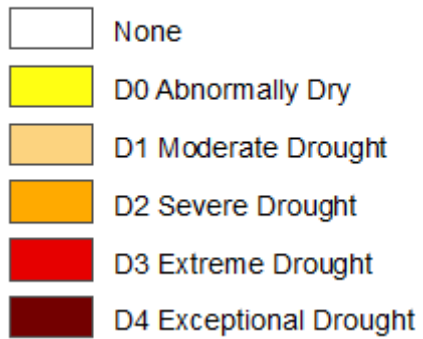 None
D0 Abnormally Dry
D1 Moderate Drought
D2 Severe Drought
D3 Extreme Drought
D4 Exceptional Drought